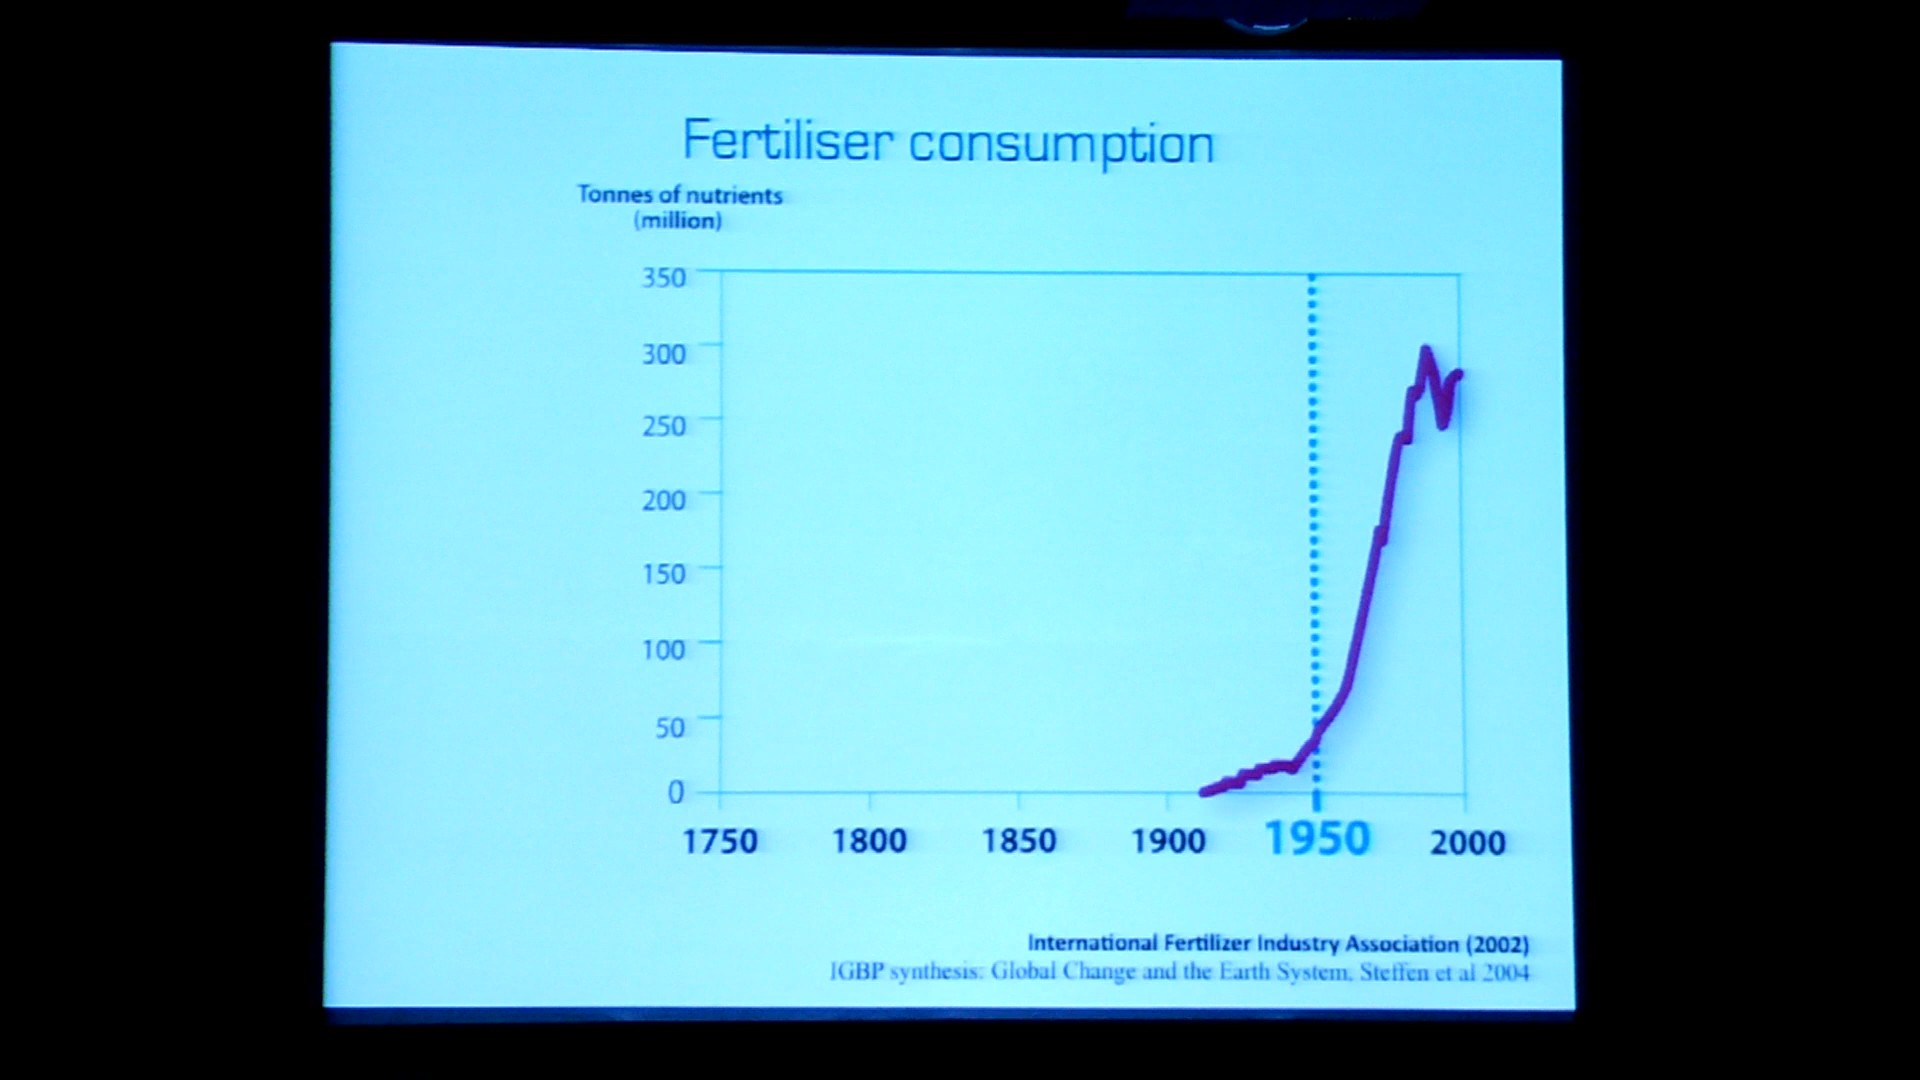 Fertiliser consumption
Tonnes of nutrients
(million)
350
300
250
200
150
100
50
0
1750 1800 1850 1900 1950 2000
International Fertilizer Industry Association (2002)
IGBP synthesis: Global Change and the Earth System, Steffen et al 2004